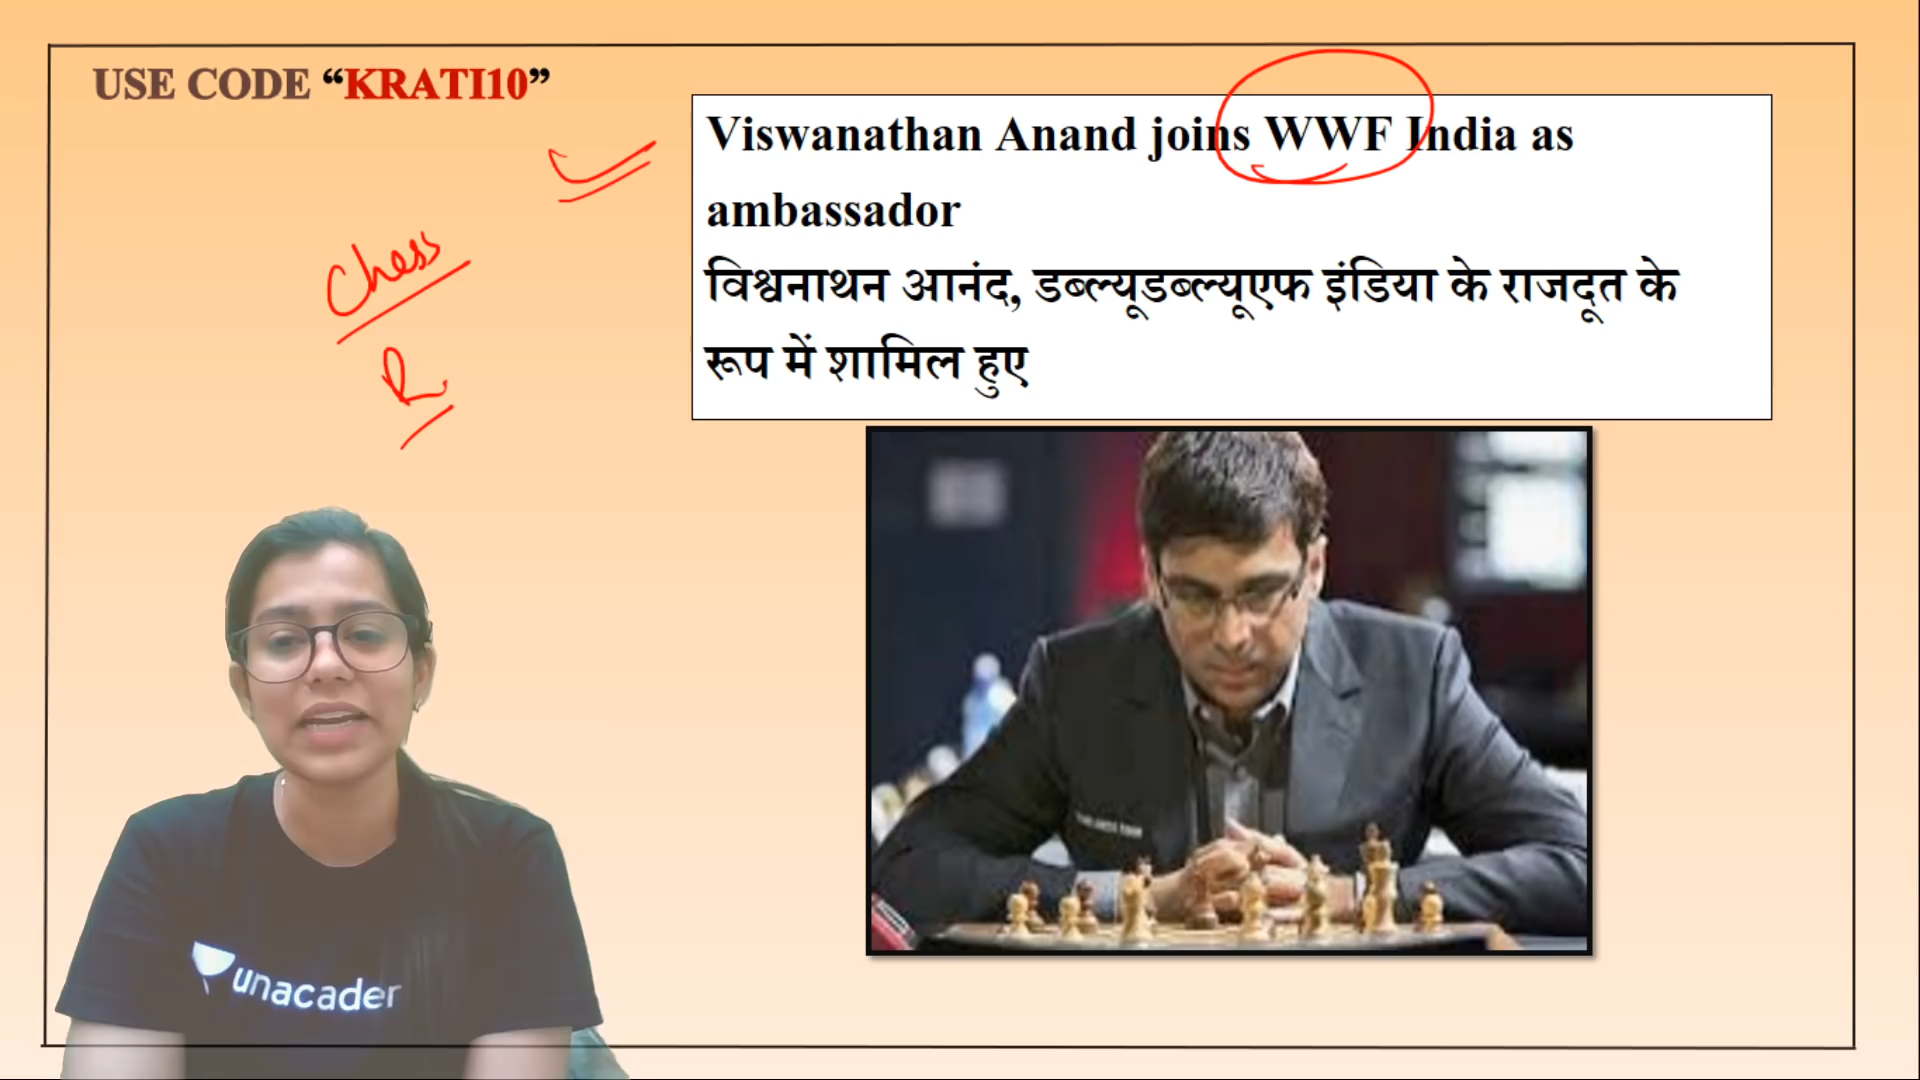 USE CODE “KRATI10”
Viswanathan Anand joins WWF India as
ambassador
विश्वनाथन आनंद, डब्ल्यूडब्ल्यूएफ इंडिया के राजदूत के
रूप में शामिल हुए
Chess
R
unacader